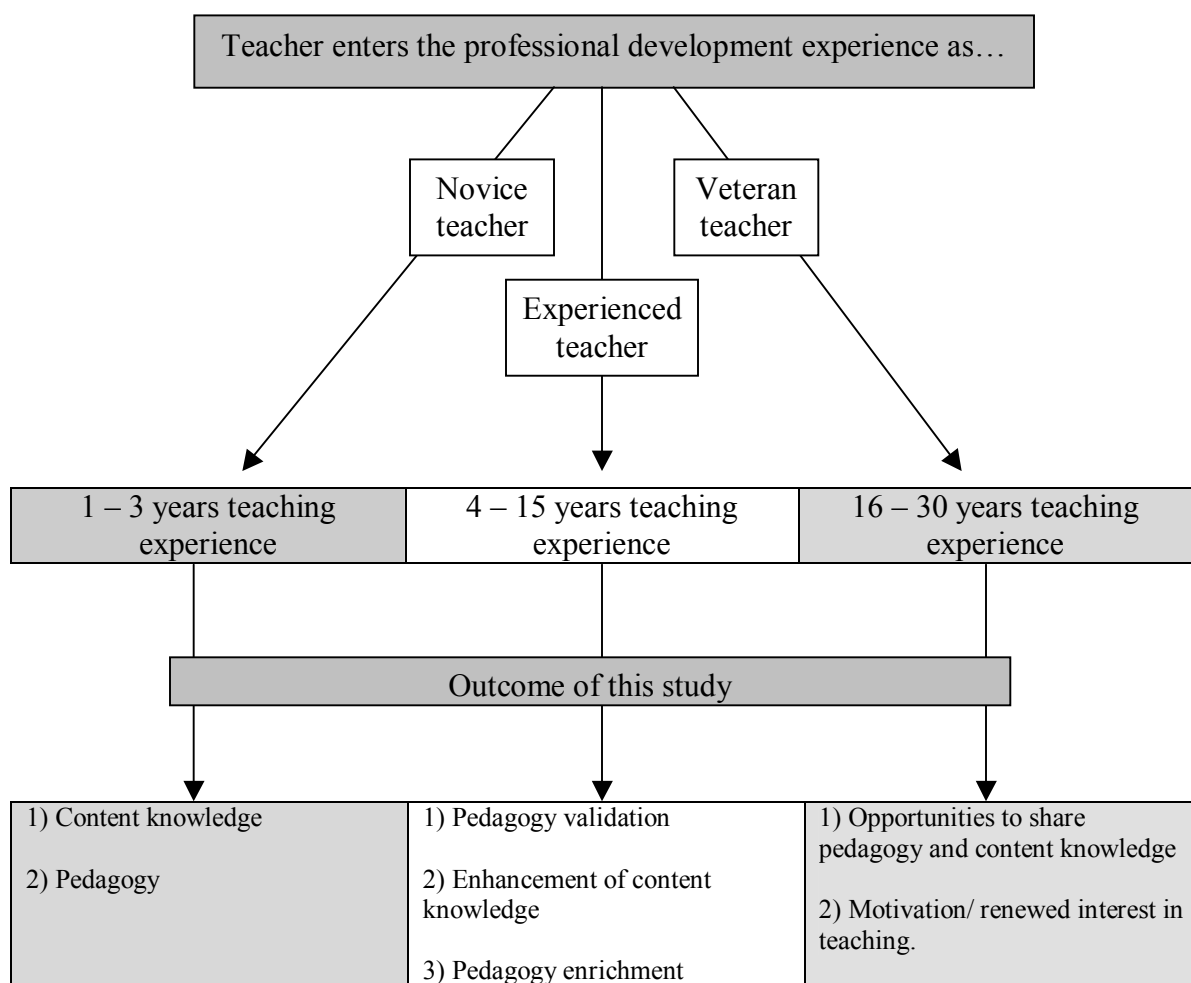 Teacher enters the professional development experience as…
Novice
teacher
Veteran
teacher
Experienced
teacher
1 – 3 years teaching
experience
4 – 15 years teaching
experience
16 – 30 years teaching
experience
Outcome of this study
1) Content knowledge
2) Pedagogy
1) Pedagogy validation
2) Enhancement of content
knowledge
3) Pedagogy enrichment
1) Opportunities to share
pedagogy and content knowledge
2) Motivation/ renewed interest in
teaching.